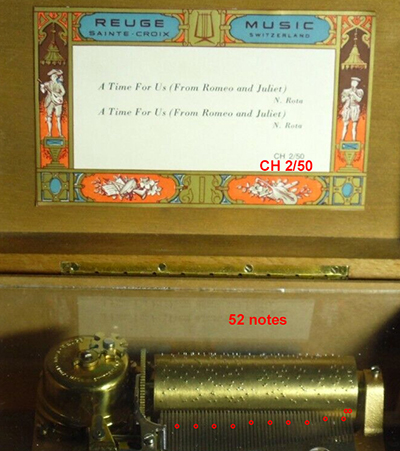 REUGE MUSIC
SAINTE-CROIX SWITZERLAND
A Time For Us (From Romeo and Juliet)
N. Rota
A Time For Us (From Romeo and Juliet)
N. Rota
CH 2/50
CH 2/50
52 notes